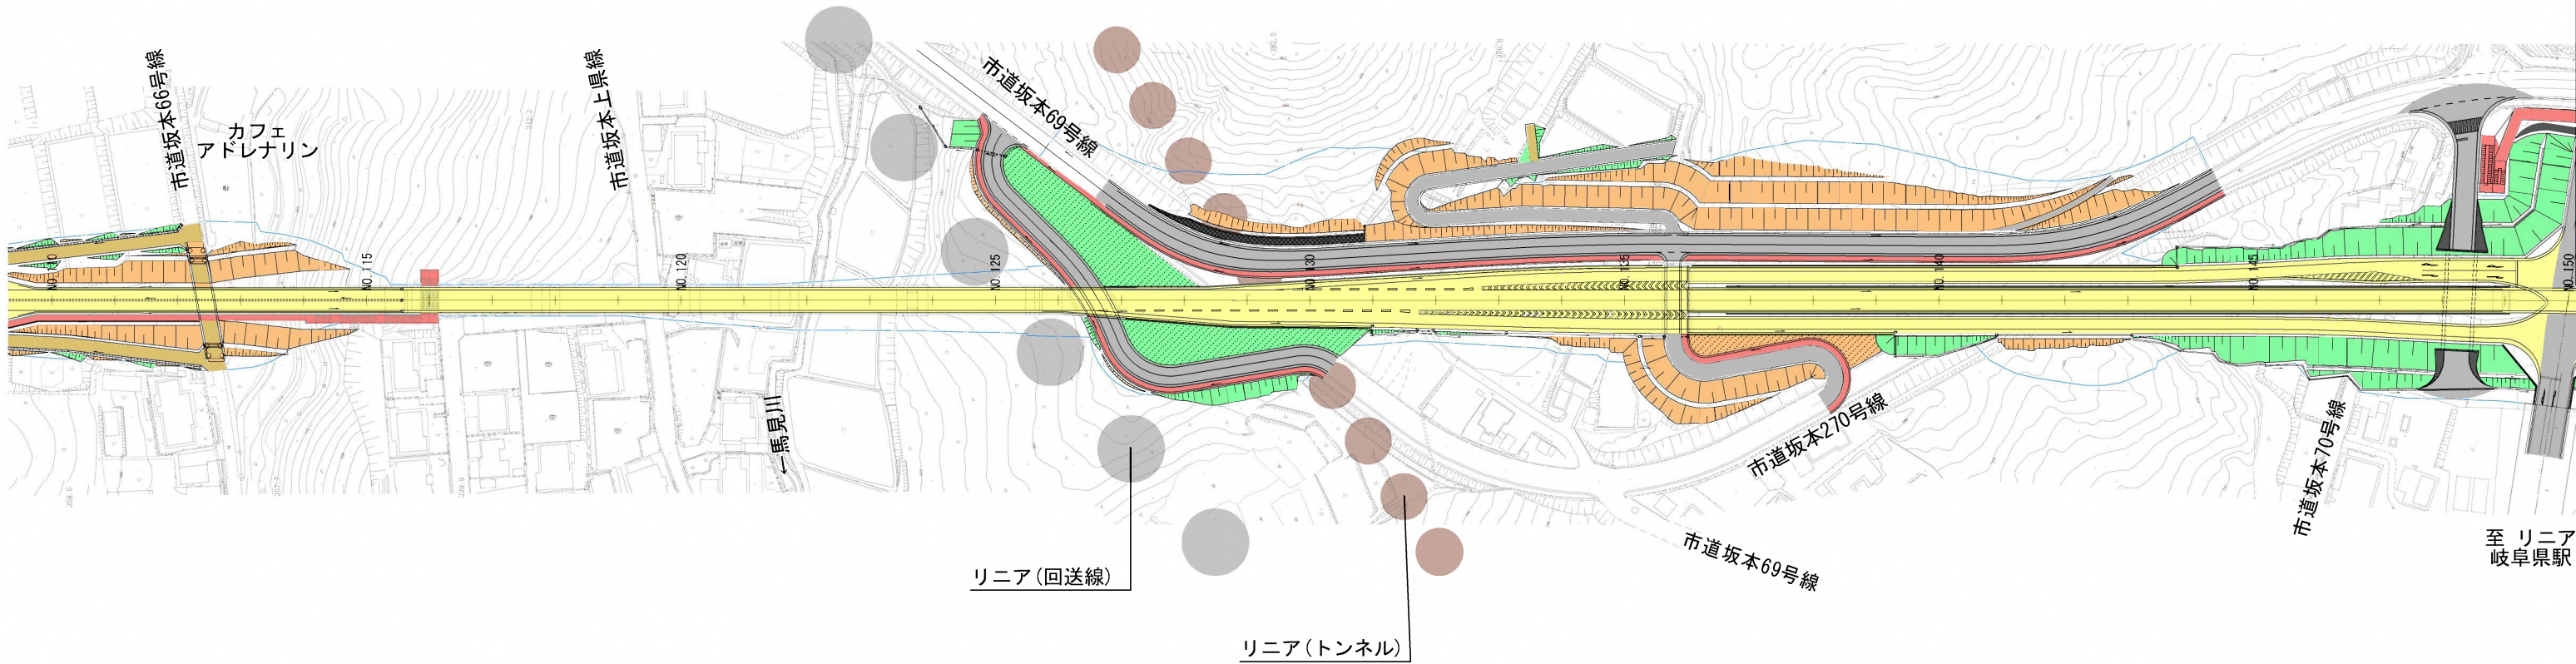 市道坂本66号線
カフェ
アドレナリン
市道坂本上県線
市道坂本69号線
NO.115
NO.120
NO.125
NO.130
NO.135
NO.140
NO.145
NO.150
←馬見川
市道坂本270号線
市道坂本70号線
市道坂本69号線
至 リニア
岐阜県駅
リニア(回送線)
リニア(トンネル)